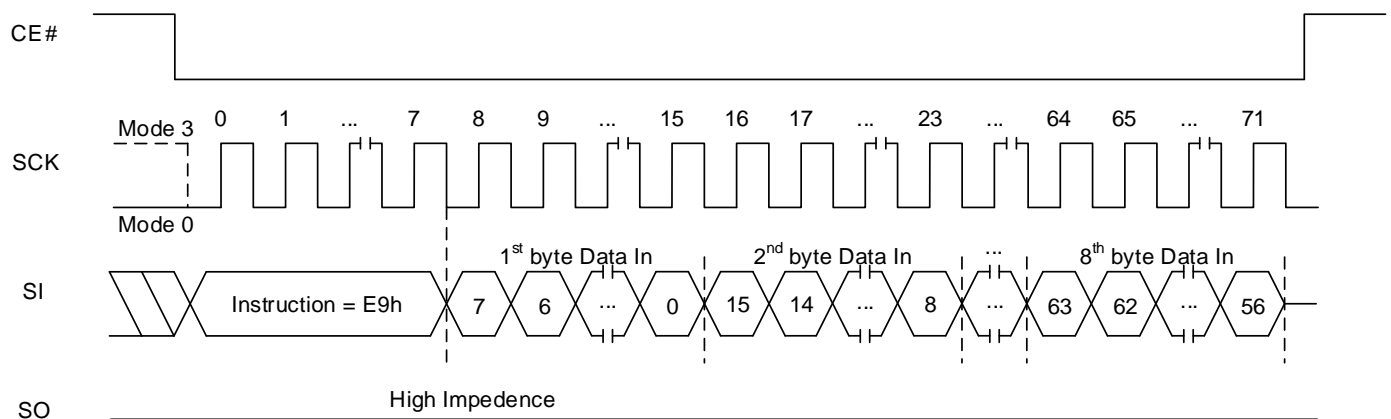 CE#
Mode 3 0 1 ... 7 8 9 ... 15 16 17 ... 23 ... 64 65 ... 71
SCK
Mode 0
1st byte Data In 2nd byte Data In ... 8th byte Data In
SI Instruction = E9h 7 6 ... 0 15 14 ... 8 ... 63 62 ... 56
High Impedence
SO